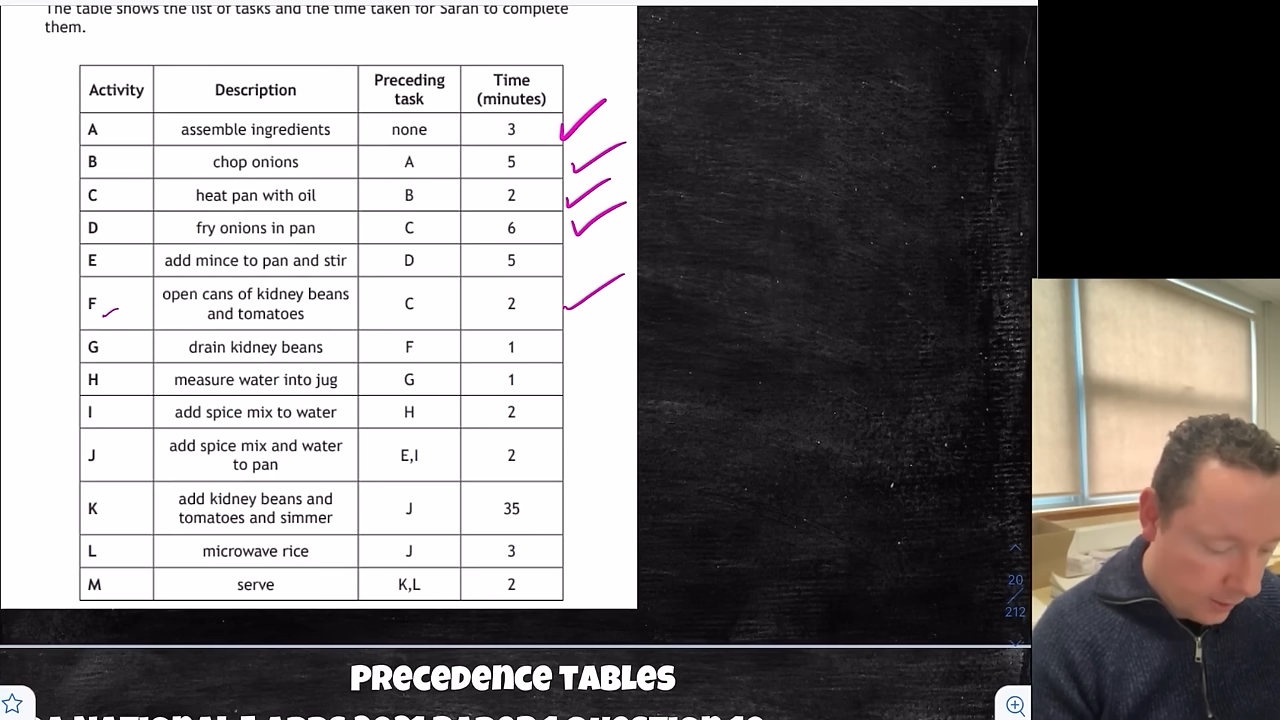 The table shows the list of tasks and the time taken for Sarah to complete
them.
Activity Description Preceding task Time (minutes)
A assemble ingredients none 3
B chop onions A 5
C heat pan with oil B 2
D fry onions in pan C 6
E add mince to pan and stir D 5
F open cans of kidney beans and tomatoes C 2
G drain kidney beans F 1
H measure water into jug G 1
I add spice mix to water H 2
J add spice mix and water to pan E,I 2
K add kidney beans and tomatoes and simmer J 35
L microwave rice J 3
M serve K,L 2
20
212
PRECEDENCE TABLES